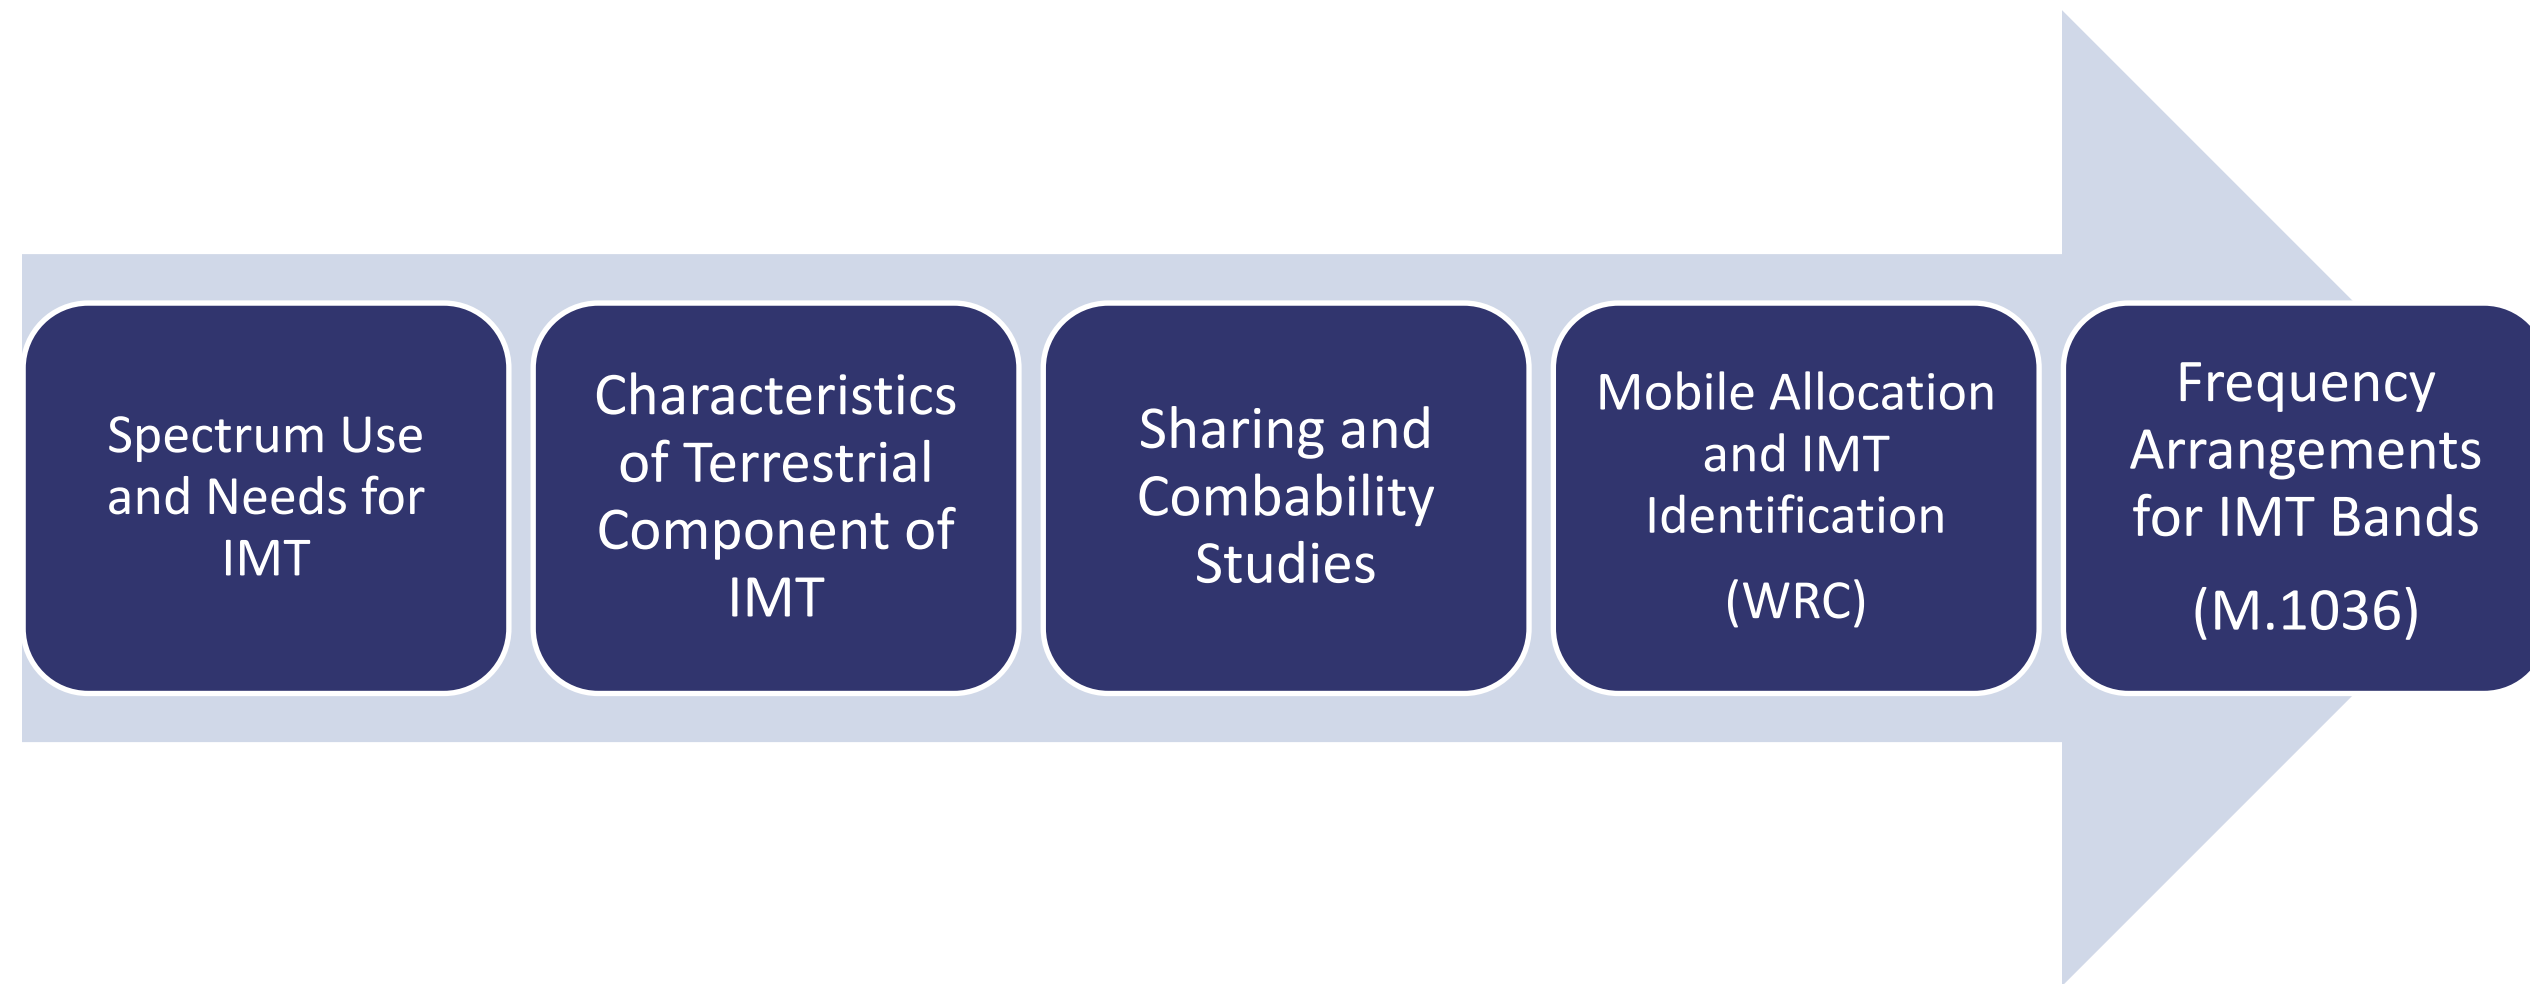 Spectrum Use
and Needs for
IMT
Characteristics
of Terrestrial
Component of
IMT
Sharing and
Combability
Studies
Mobile Allocation
and IMT
Identification
(WRC)
Frequency
Arrangements
for IMT Bands
(M.1036)